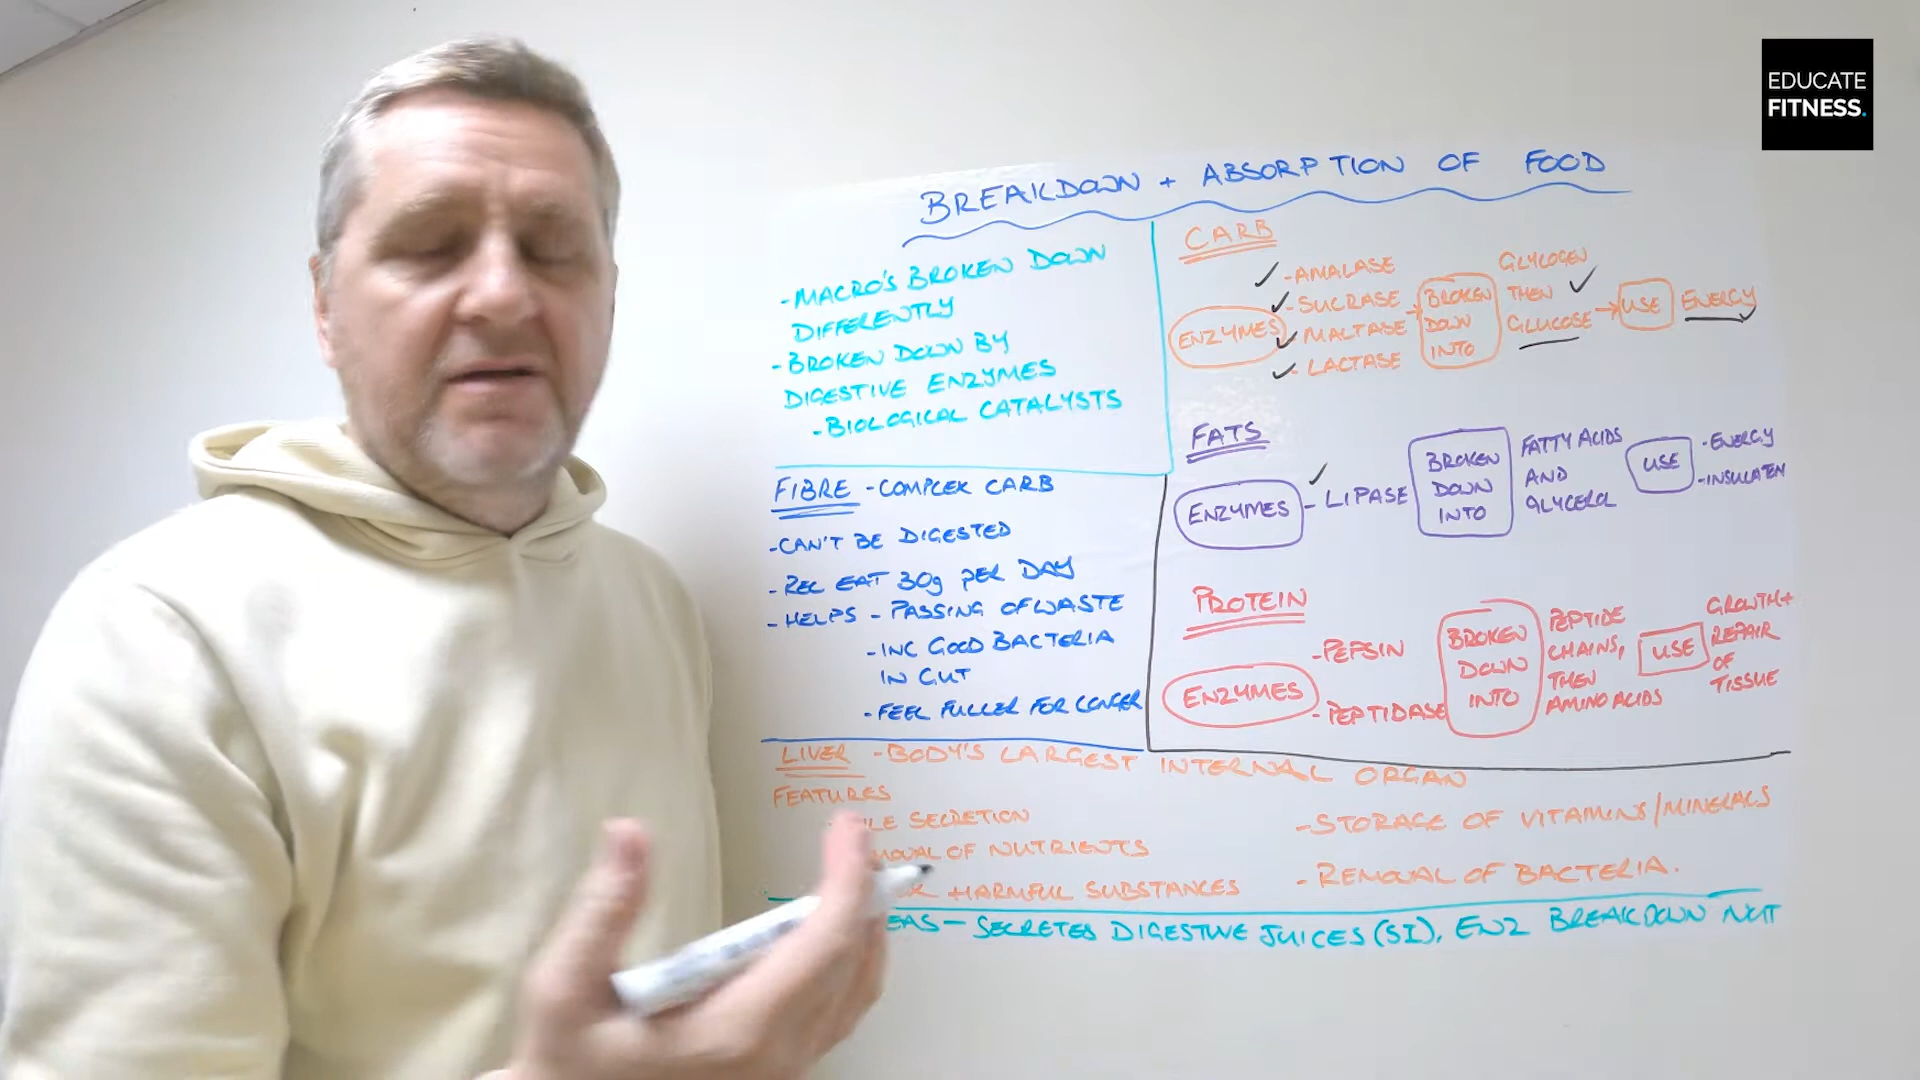 EDUCATE
FITNESS.
BREAKDOWN + ABSORPTION OF FOOD
-MACRO'S BROKEN DOWN
DIFFERENTLY
-BROKEN DOWN BY
DIGESTIVE ENZYMES
-BIOLOGICAL CATALYSTS
FIBRE -COMPLEX CARB
-CAN'T BE DIGESTED
-REC EAT 30g PER DAY
-HELPS - PASSING OF WASTE
-INC GOOD BACTERIA
IN GUT
-FEEL FULLER FOR LONGER
CARB
ENZYMES
-AMALASE
-SUCRASE
-MALTASE
-LACTASE
BROKEN
DOWN
INTO
GLYCOGEN
THEN
GLUCOSE
USE
ENERGY
FATS
ENZYMES
-LIPASE
BROKEN
DOWN
INTO
FATTY ACIDS
AND
GLYCEROL
USE
-ENERGY
-INSULATEN
PROTEIN
ENZYMES
-PEPSIN
-PEPTIDASE
BROKEN
DOWN
INTO
PEPTIDE
CHAINS,
THEN
AMINO ACIDS
USE
GROWTH+
REPAIR
OF
TISSUE
LIVER -BODY'S LARGEST INTERNAL ORGAN
FEATURES
SECRETION
OF NUTRIENTS
HARMFUL SUBSTANCES
-STORAGE OF VITAMINS/MINERALS
-REMOVAL OF BACTERIA.
EAS - SECRETES DIGESTIVE JUICES (SI), ENZ BREAKDOWN NUT